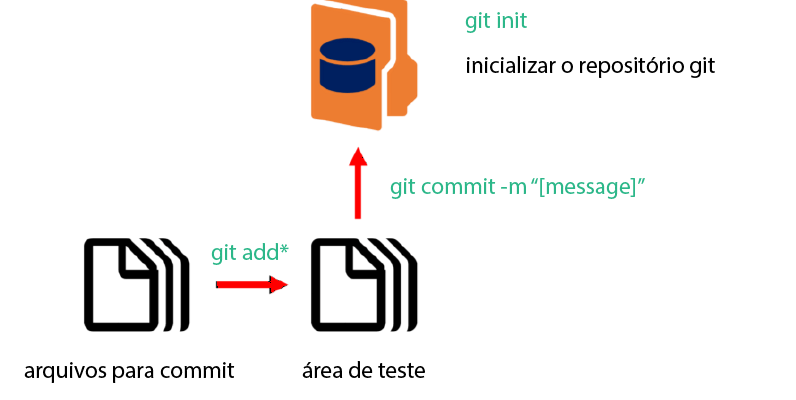 git init
inicializar o repositório git
git commit -m “[message]”
git add*
arquivos para commit
área de teste